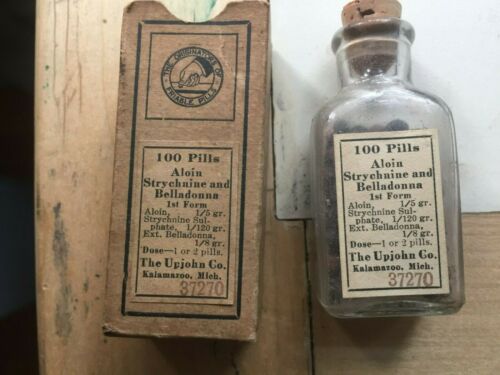 THE ORIGINATORS OF
FRIABLE PILLS
100 Pills
Aloin
Strychnine and
Belladonna
1st Form
Aloin, 1/5 gr.
Strychnine Sul-
phate, 1/120 gr.
Ext. Belladonna,
1/8 gr.
Dose—1 or 2 pills.
The Upjohn Co.
Kalamazoo, Mich.
37270
100 Pills
Aloin
Strychnine and
Belladonna
1st Form
Aloin, 1/5 gr.
Strychnine Sul-
phate, 1/120 gr.
Ext. Belladonna,
1/8 gr.
Dose—1 or 2 pills.
The Upjohn Co.
Kalamazoo, Mich.
37270